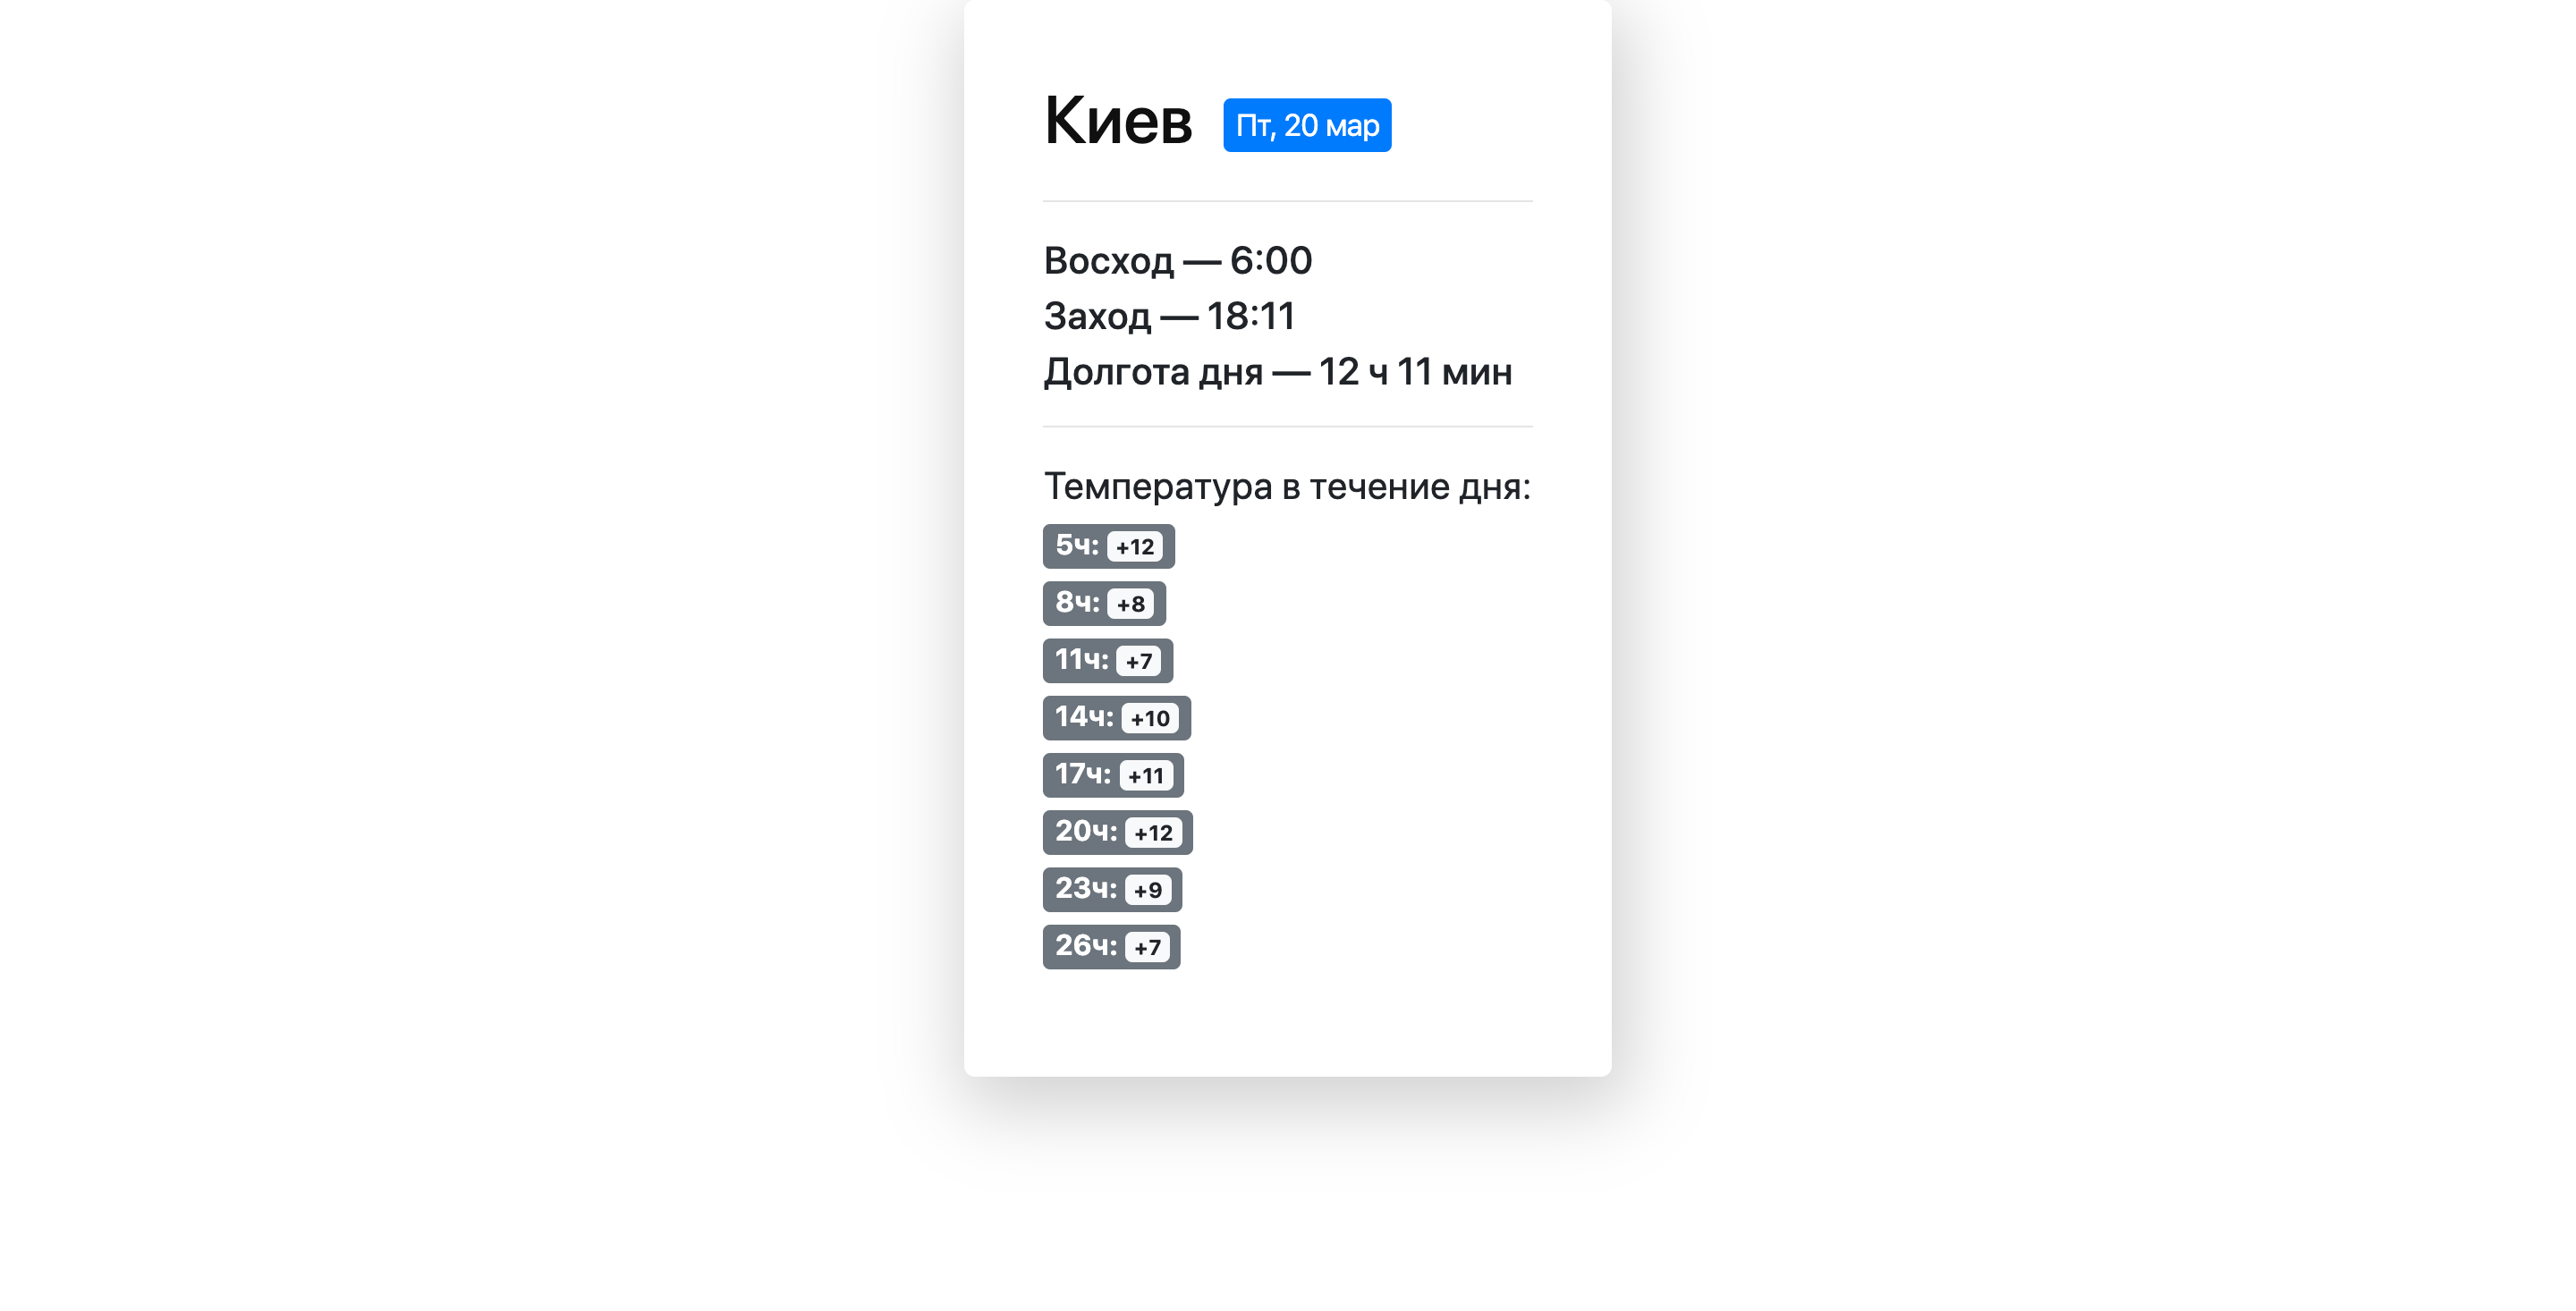 Киев Пт, 20 мар
Восход — 6:00
Заход — 18:11
Долгота дня — 12 ч 11 мин
Температура в течение дня:
5ч: +12
8ч: +8
11ч: +7
14ч: +10
17ч: +11
20ч: +12
23ч: +9
26ч: +7